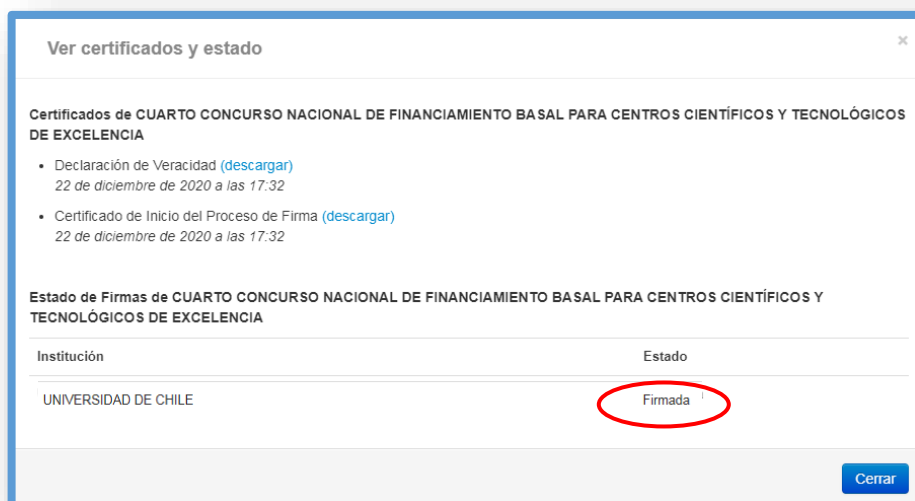 Ver certificados y estado
×
Certificados de CUARTO CONCURSO NACIONAL DE FINANCIAMIENTO BASAL PARA CENTROS CIENTÍFICOS Y TECNOLÓGICOS
DE EXCELENCIA
• Declaración de Veracidad (descargar)
22 de diciembre de 2020 a las 17:32
• Certificado de Inicio del Proceso de Firma (descargar)
22 de diciembre de 2020 a las 17:32
Estado de Firmas de CUARTO CONCURSO NACIONAL DE FINANCIAMIENTO BASAL PARA CENTROS CIENTÍFICOS Y
TECNOLÓGICOS DE EXCELENCIA
Institución Estado
UNIVERSIDAD DE CHILE Firmada
Cerrar